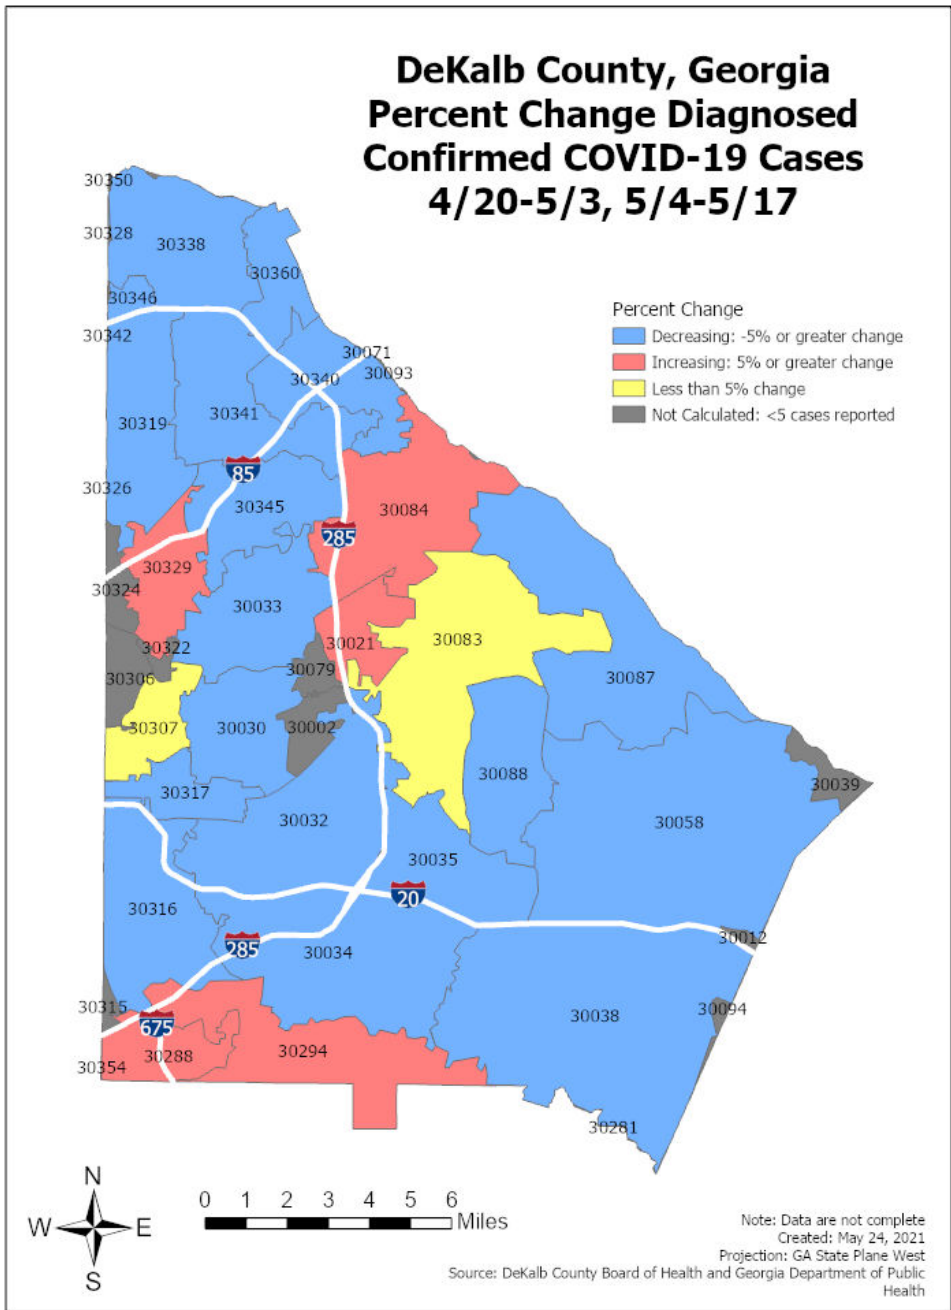 DeKalb County, Georgia
Percent Change Diagnosed
Confirmed COVID-19 Cases
4/20-5/3, 5/4-5/17
Percent Change
Decreasing: -5% or greater change
Increasing: 5% or greater change
Less than 5% change
Not Calculated: <5 cases reported
30350
30328
30338
30360
30346
30342
30071
30340
30093
30341
30319
85
30326
30345
30084
285
30329
30324
30033
30322
30021
30083
30079
30306
30087
30307
30030
30002
30088
30039
30317
30032
30058
30035
20
30316
30012
285
30034
30315
30094
30038
675
30288
30294
30354
30281
N
W
E
S
0 1 2 3 4 5 6
Miles
Note: Data are not complete
Created: May 24, 2021
Projection: GA State Plane West
Source: DeKalb County Board of Health and Georgia Department of Public
Health